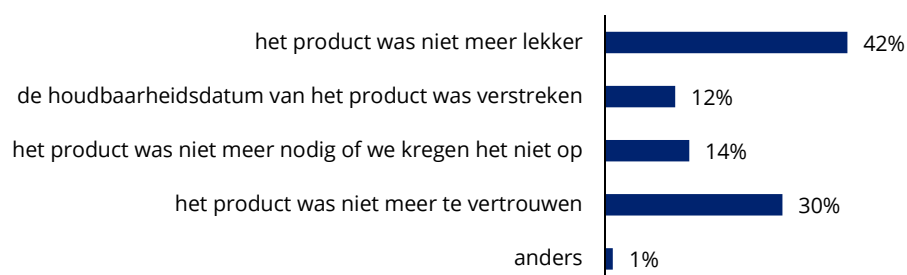 het product was niet meer lekker 42%
de houdbaarheidsdatum van het product was verstreken 12%
het product was niet meer nodig of we kregen het niet op 14%
het product was niet meer te vertrouwen 30%
anders 1%